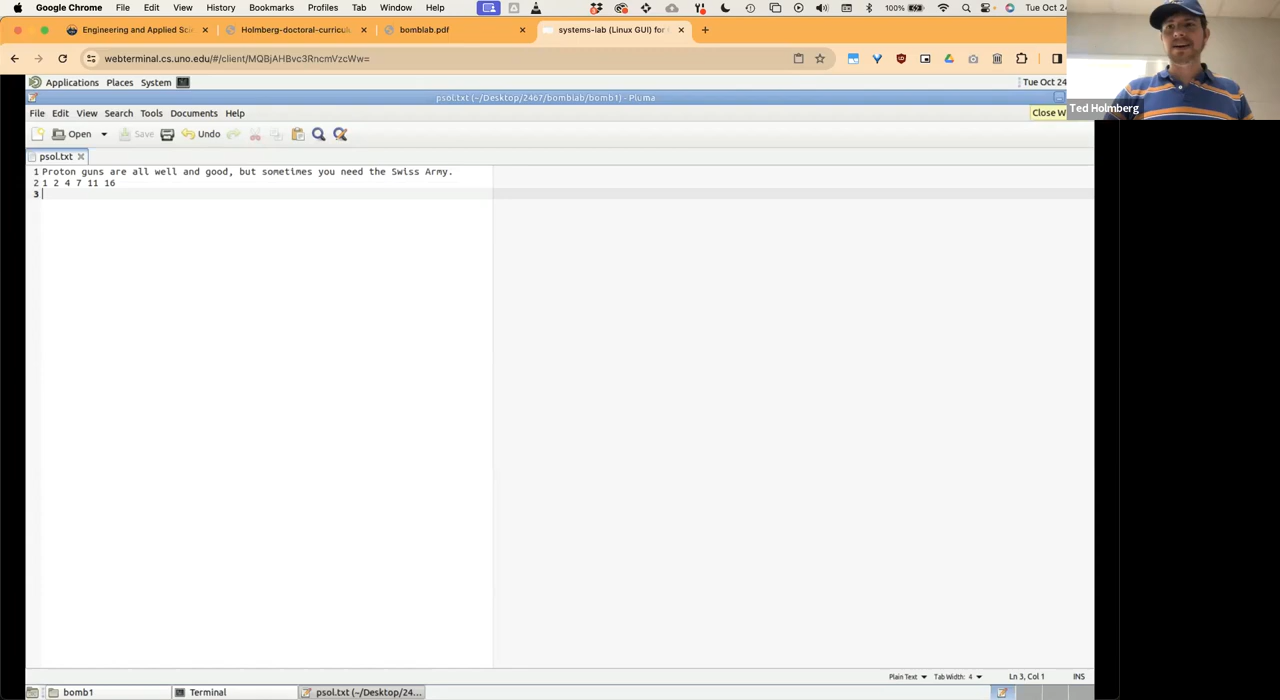 Google Chrome File Edit View History Bookmarks Profiles Tab Window Help 100% Tue Oct 24
Engineering and Applied Sci
Holmberg-doctoral-curricul
bomblab.pdf
systems-lab (Linux GUI) for
webterminal.cs.uno.edu/#/client/MQBjAHBvc3RncmVzcWw=
Applications Places System Tue Oct 24
psol.txt (~/Desktop/2467/bomblab/bomb1) - Pluma
Ted Holmberg
File Edit View Search Tools Documents Help
Close W
Open Save Undo
psol.txt
1 Proton guns are all well and good, but sometimes you need the Swiss Army.
2 1 2 4 7 11 16
3
Plain Text Tab Width: 4 Ln 3, Col 1 INS
bomb1 Terminal psol.txt (~/Desktop/24...